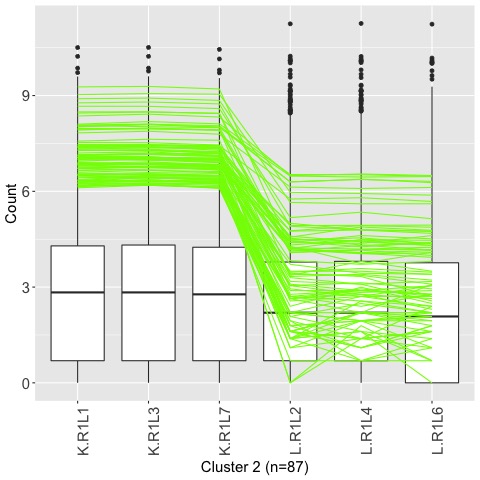 Count
9
6
3
0
K.R1L1
K.R1L3
K.R1L7
L.R1L2
L.R1L4
L.R1L6
Cluster 2 (n=87)